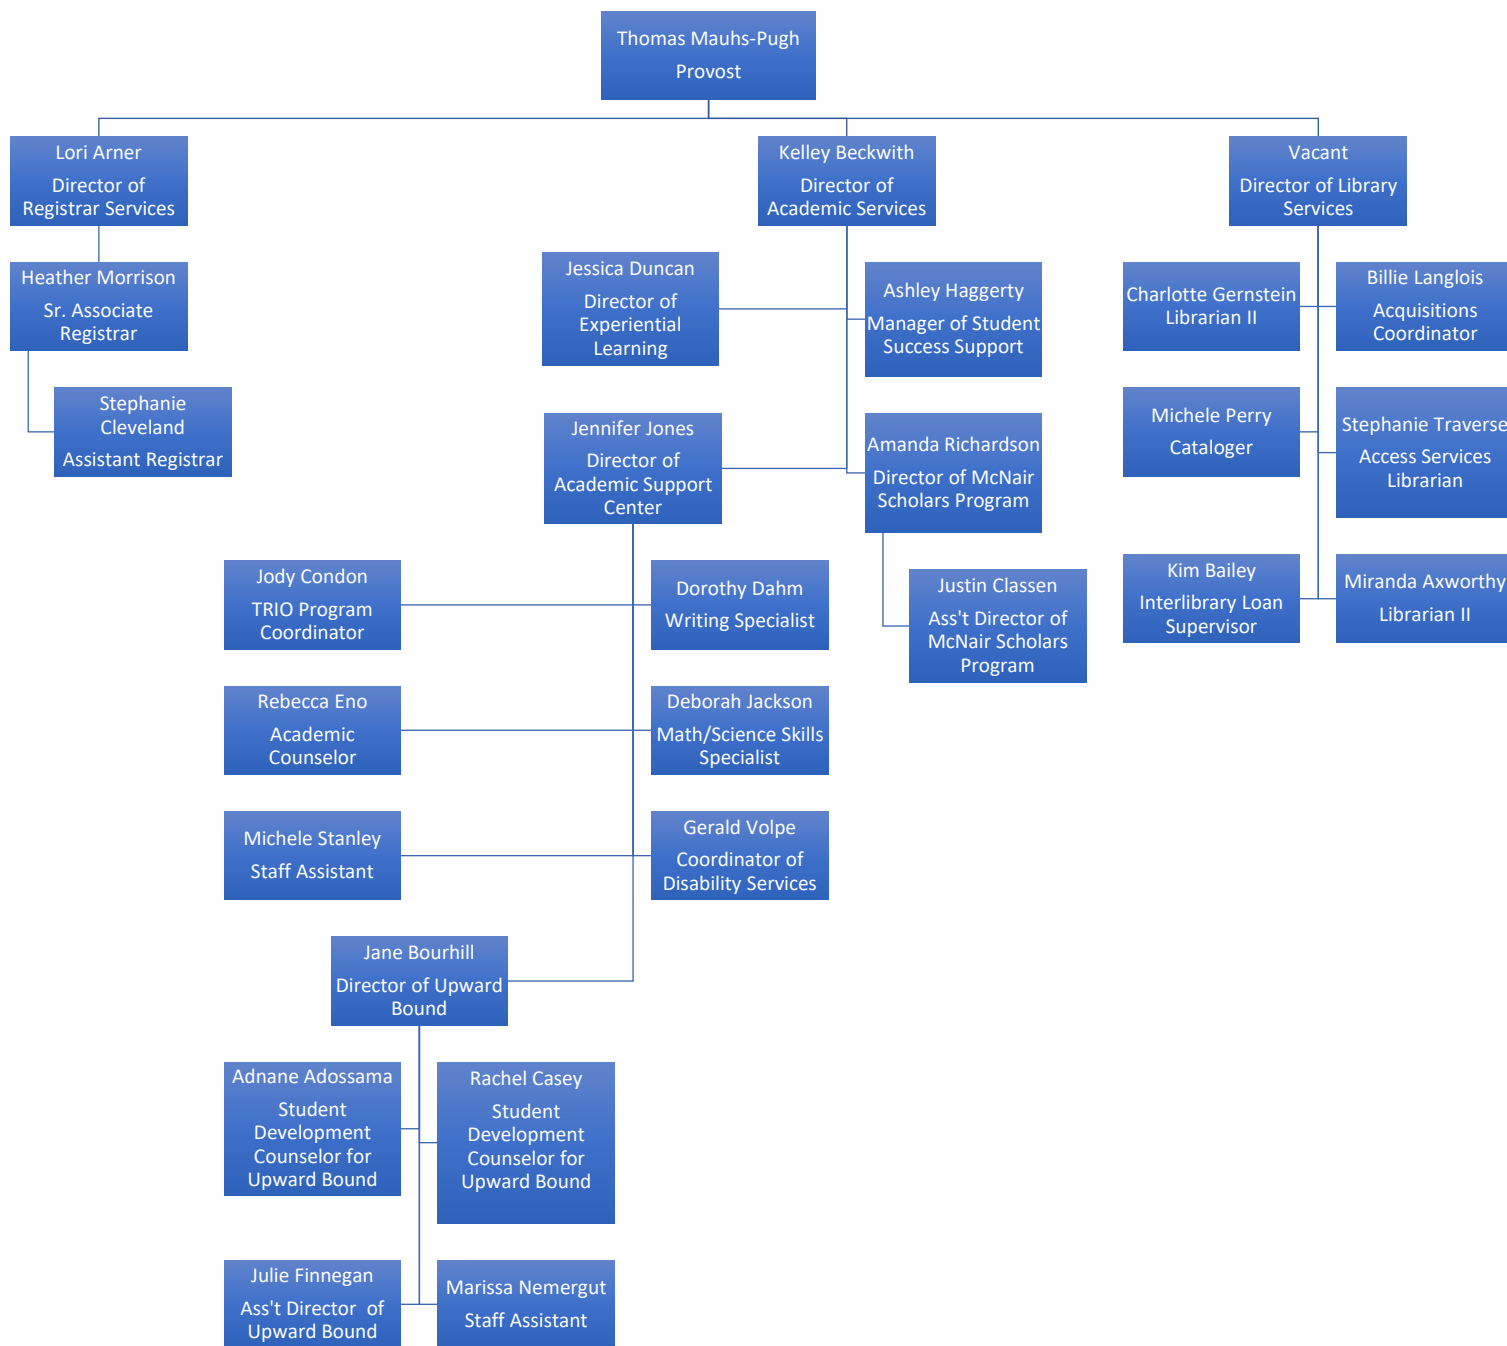 Thomas Mauhs-Pugh
Provost
Lori Arner
Director of
Registrar Services
Kelley Beckwith
Director of
Academic Services
Vacant
Director of Library
Services
Heather Morrison
Sr. Associate
Registrar
Stephanie
Cleveland
Assistant Registrar
Jessica Duncan
Director of
Experiential
Learning
Ashley Haggerty
Manager of Student
Success Support
Jennifer Jones
Director of
Academic Support
Center
Amanda Richardson
Director of McNair
Scholars Program
Justin Classen
Ass't Director of
McNair Scholars
Program
Charlotte Gernstein
Librarian II
Billie Langlois
Acquisitions
Coordinator
Michele Perry
Cataloger
Stephanie Traverse
Access Services
Librarian
Kim Bailey
Interlibrary Loan
Supervisor
Miranda Axworthy
Librarian II
Jody Condon
TRIO Program
Coordinator
Dorothy Dahm
Writing Specialist
Rebecca Eno
Academic
Counselor
Deborah Jackson
Math/Science Skills
Specialist
Michele Stanley
Staff Assistant
Gerald Volpe
Coordinator of
Disability Services
Jane Bourhill
Director of Upward
Bound
Adnane Adossama
Student
Development
Counselor for
Upward Bound
Rachel Casey
Student
Development
Counselor for
Upward Bound
Julie Finnegan
Ass't Director  of
Upward Bound
Marissa Nemergut
Staff Assistant